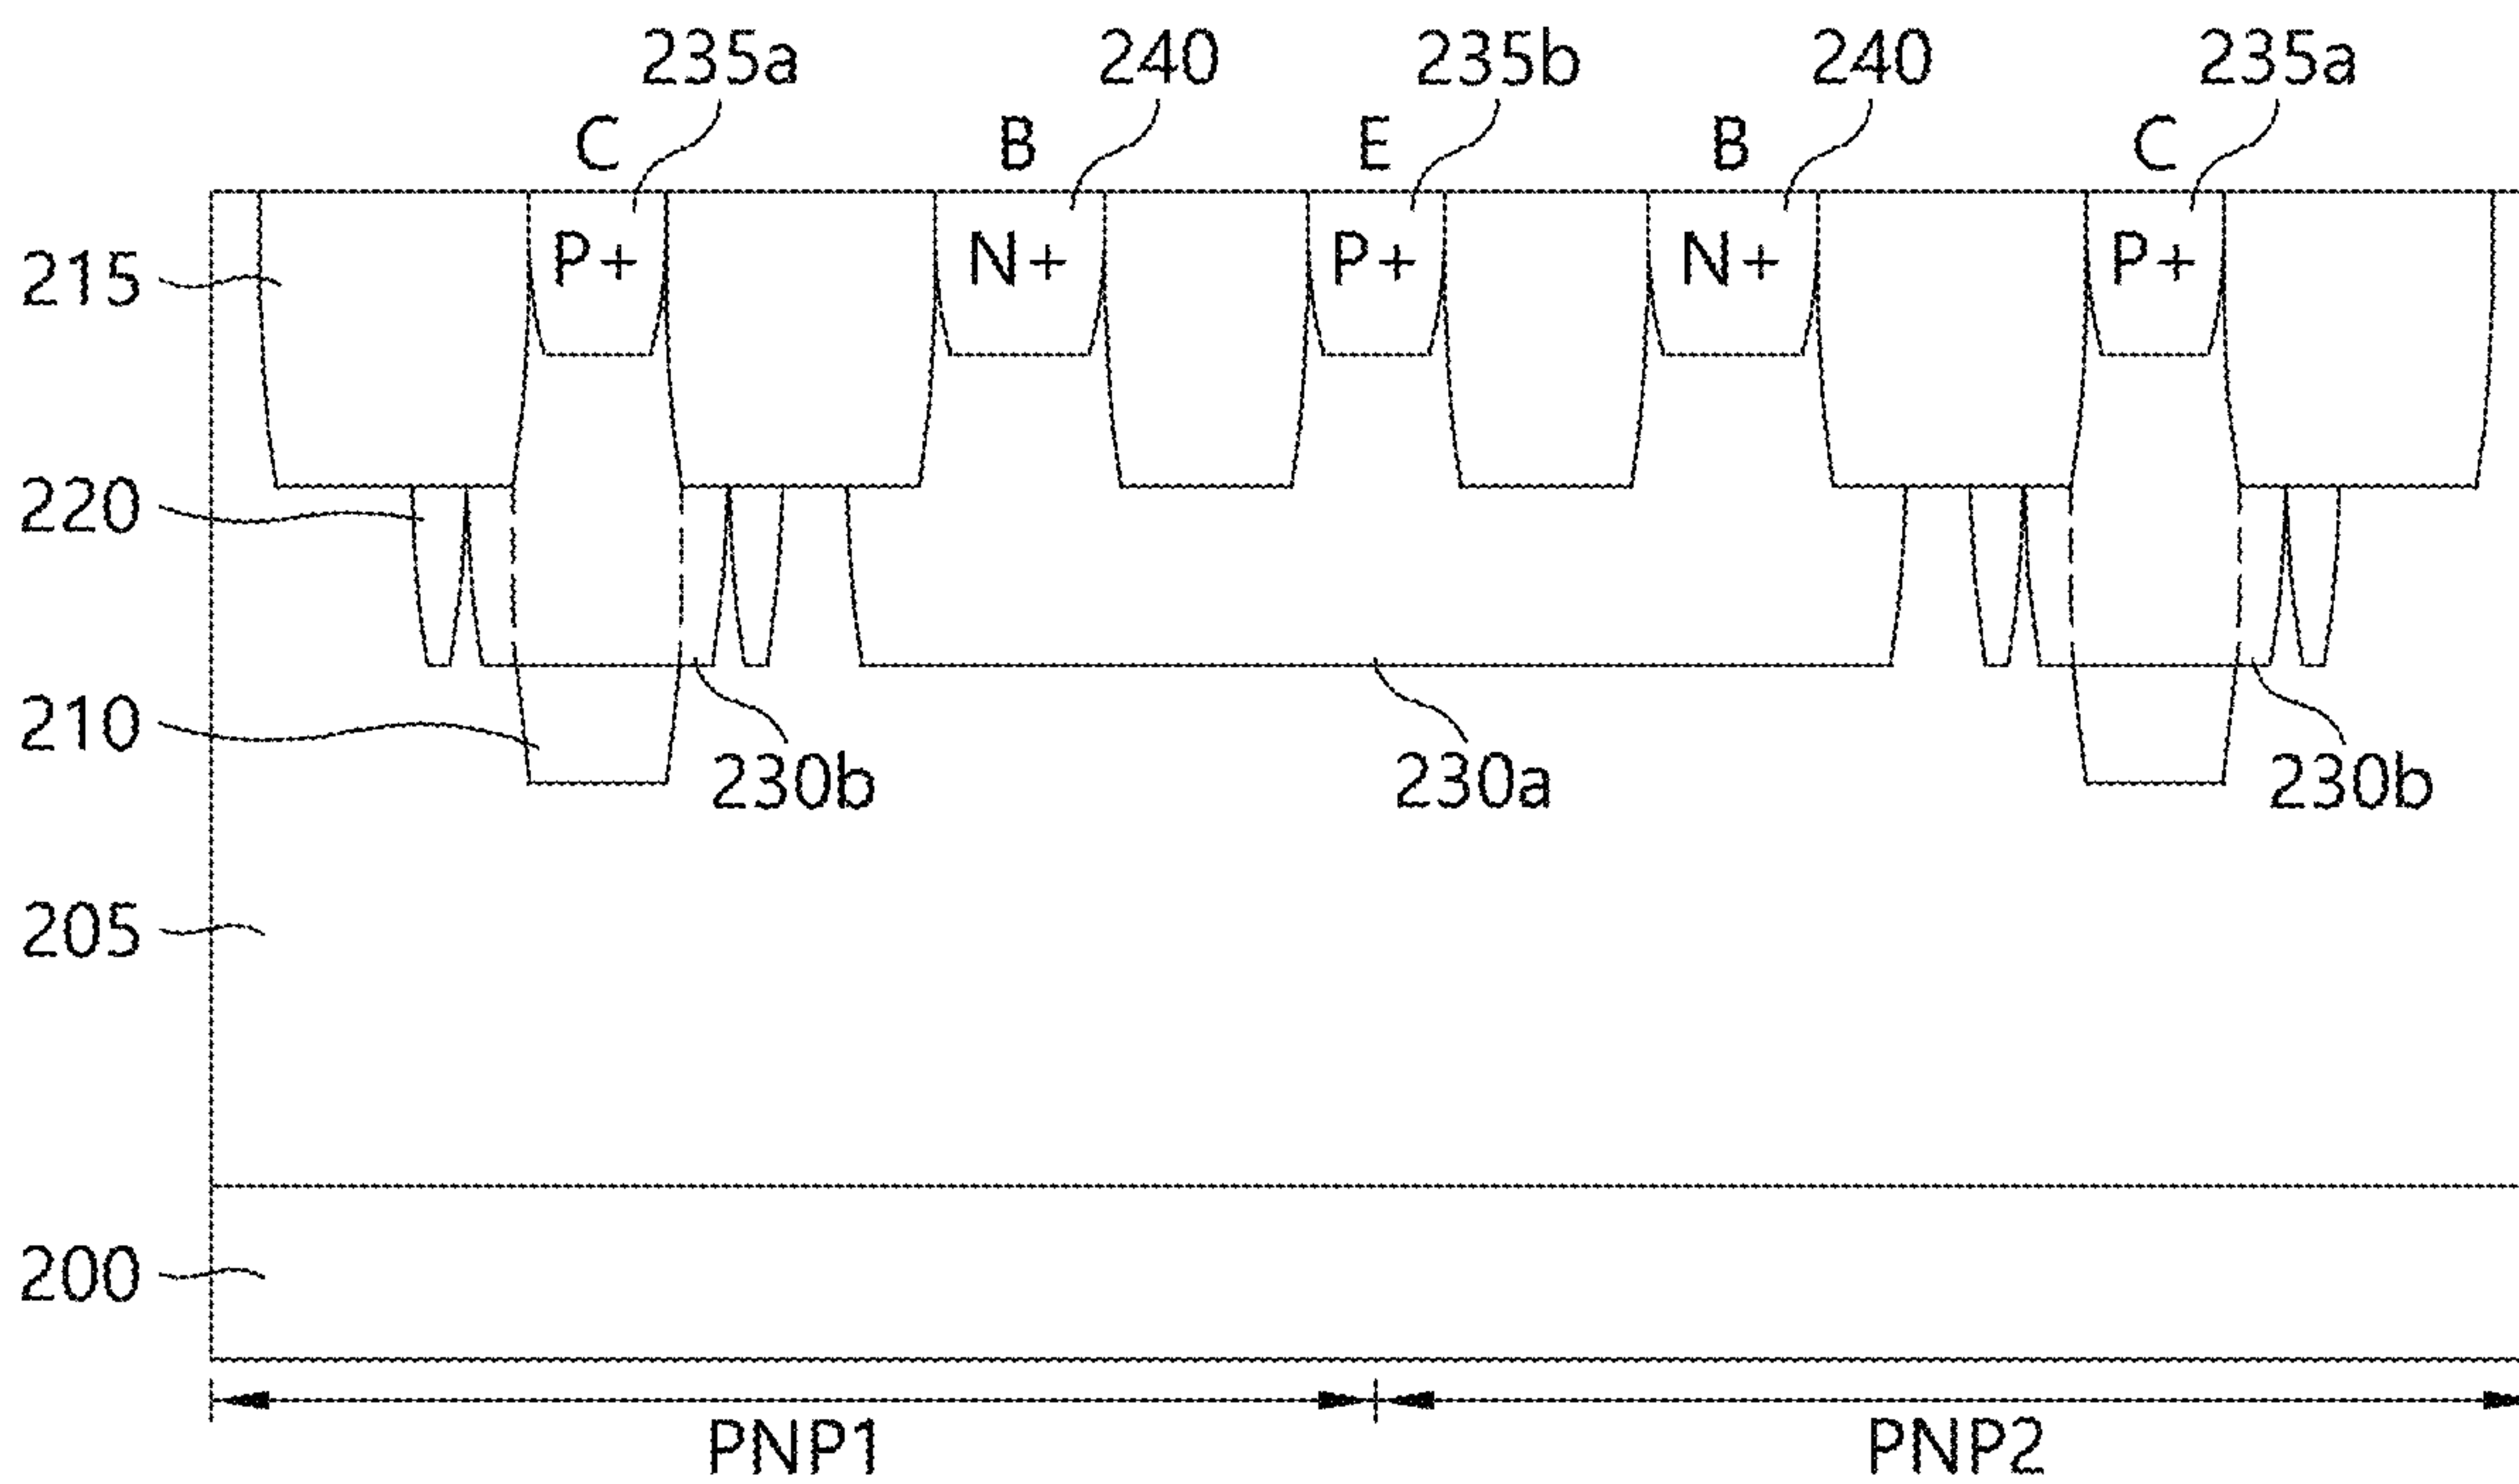 235a 240 235b 240 235a
C B E B C
P+ N+ P+ N+ P+
215
220
210
230b 230a 230b
205
200
PNP1 PNP2